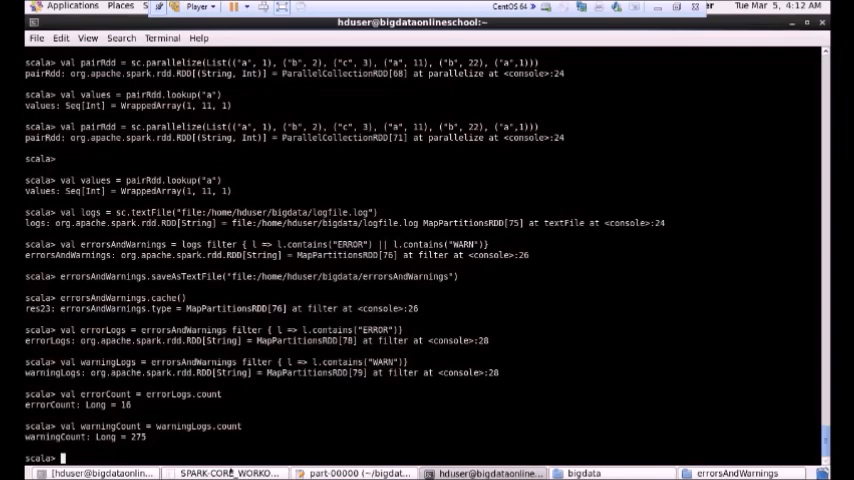 Applications Places S Player CentOS 64 Tue Mar 5, 4:12 AM
hduser@bigdataonlineschool:~
File Edit View Search Terminal Help
scala> val pairRdd = sc.parallelize(List(("a", 1), ("b", 2), ("c", 3), ("a", 11), ("b", 22), ("a",1)))
pairRdd: org.apache.spark.rdd.RDD[(String, Int)] = ParallelCollectionRDD[68] at parallelize at <console>:24
scala> val values = pairRdd.lookup("a")
values: Seq[Int] = WrappedArray(1, 11, 1)
scala> val pairRdd = sc.parallelize(List(("a", 1), ("b", 2), ("c", 3), ("a", 11), ("b", 22), ("a",1)))
pairRdd: org.apache.spark.rdd.RDD[(String, Int)] = ParallelCollectionRDD[71] at parallelize at <console>:24
scala>
scala> val values = pairRdd.lookup("a")
values: Seq[Int] = WrappedArray(1, 11, 1)
scala> val logs = sc.textFile("file:/home/hduser/bigdata/logfile.log")
logs: org.apache.spark.rdd.RDD[String] = file:/home/hduser/bigdata/logfile.log MapPartitionsRDD[75] at textFile at <console>:24
scala> val errorsAndWarnings = logs filter { l => l.contains("ERROR") || l.contains("WARN")}
errorsAndWarnings: org.apache.spark.rdd.RDD[String] = MapPartitionsRDD[76] at filter at <console>:26
scala> errorsAndWarnings.saveAsTextFile("file:/home/hduser/bigdata/errorsAndWarnings")
scala> errorsAndWarnings.cache()
res23: errorsAndWarnings.type = MapPartitionsRDD[76] at filter at <console>:26
scala> val errorLogs = errorsAndWarnings filter { l => l.contains("ERROR")}
errorLogs: org.apache.spark.rdd.RDD[String] = MapPartitionsRDD[78] at filter at <console>:28
scala> val warningLogs = errorsAndWarnings filter { l => l.contains("WARN")}
warningLogs: org.apache.spark.rdd.RDD[String] = MapPartitionsRDD[79] at filter at <console>:28
scala> val errorCount = errorLogs.count
errorCount: Long = 16
scala> val warningCount = warningLogs.count
warningCount: Long = 275
scala>
[hduser@bigdataonli... SPARK-CORE_WORKO... part-00000 (~/bigdat... hduser@bigdataonline... bigdata errorsAndWarnings